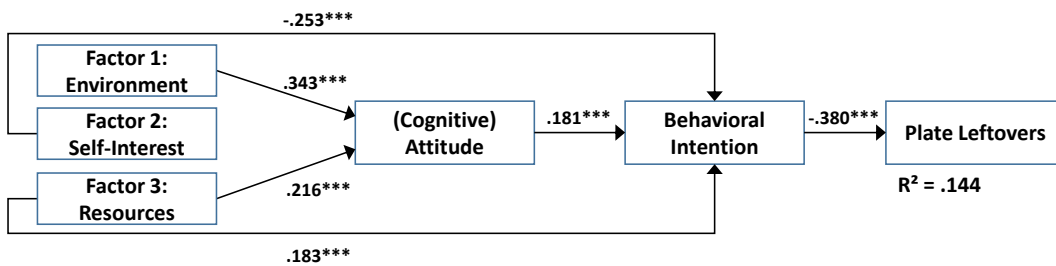 -.253***
Factor 1:
Environment
.343***
Factor 2:
Self-Interest
(Cognitive)
Attitude
.181***
Behavioral
Intention
-.380***
Plate Leftovers
R² = .144
Factor 3:
Resources
.216***
.183***